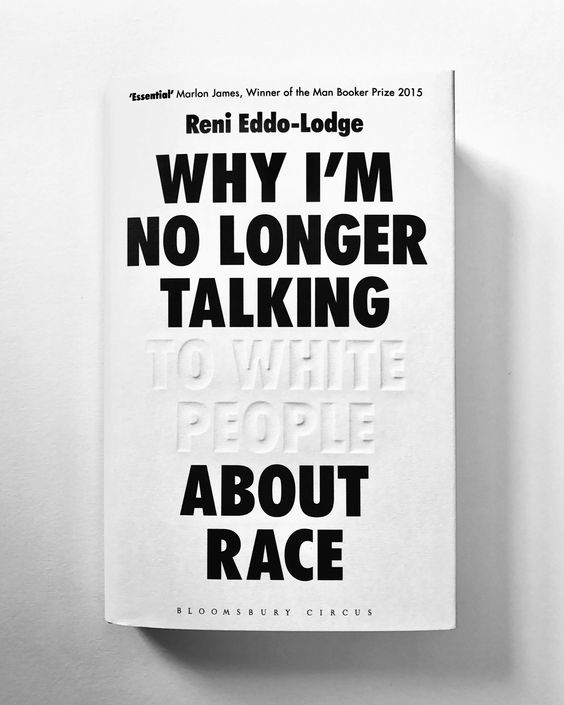 'Essential' Marlon James, Winner of the Man Booker Prize 2015
Reni Eddo-Lodge
WHY I'M
NO LONGER
TALKING
TO WHITE
PEOPLE
ABOUT
RACE
BLOOMSBURY CIRCUS